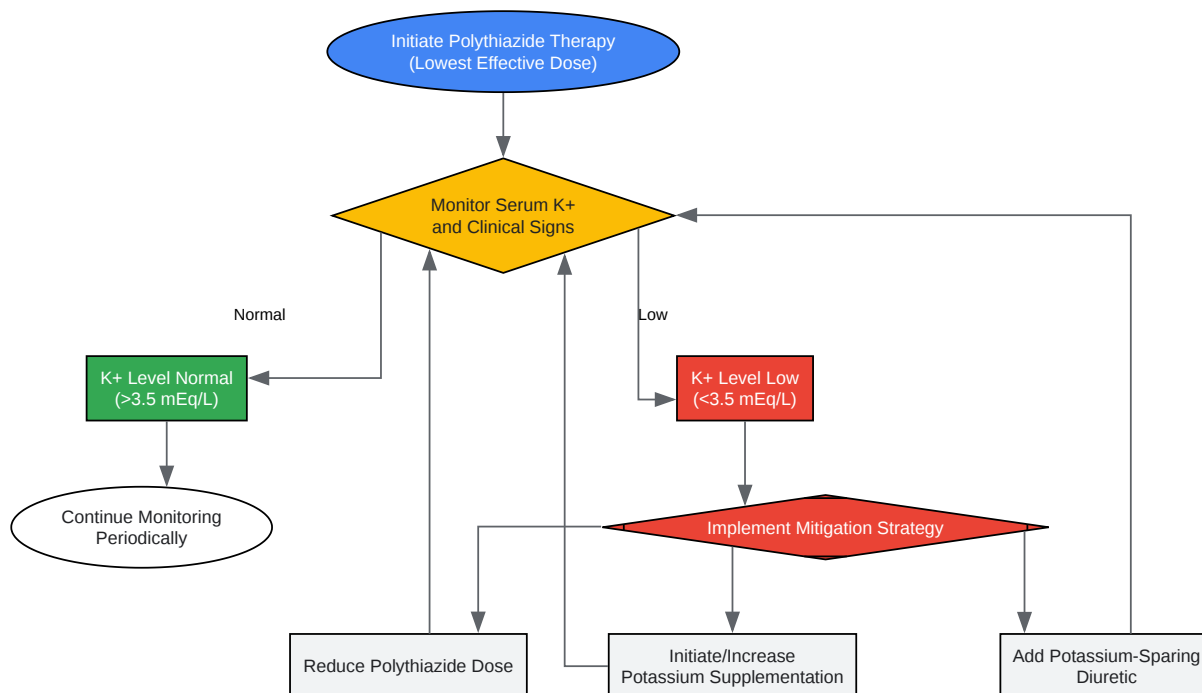 Initiate Polythiazide Therapy
(Lowest Effective Dose)
Monitor Serum K+
and Clinical Signs
Normal
Low
K+ Level Normal
(>3.5 mEq/L)
K+ Level Low
(<3.5 mEq/L)
Continue Monitoring
Periodically
Implement Mitigation Strategy
Reduce Polythiazide Dose
Initiate/Increase
Potassium Supplementation
Add Potassium-Sparing
Diuretic